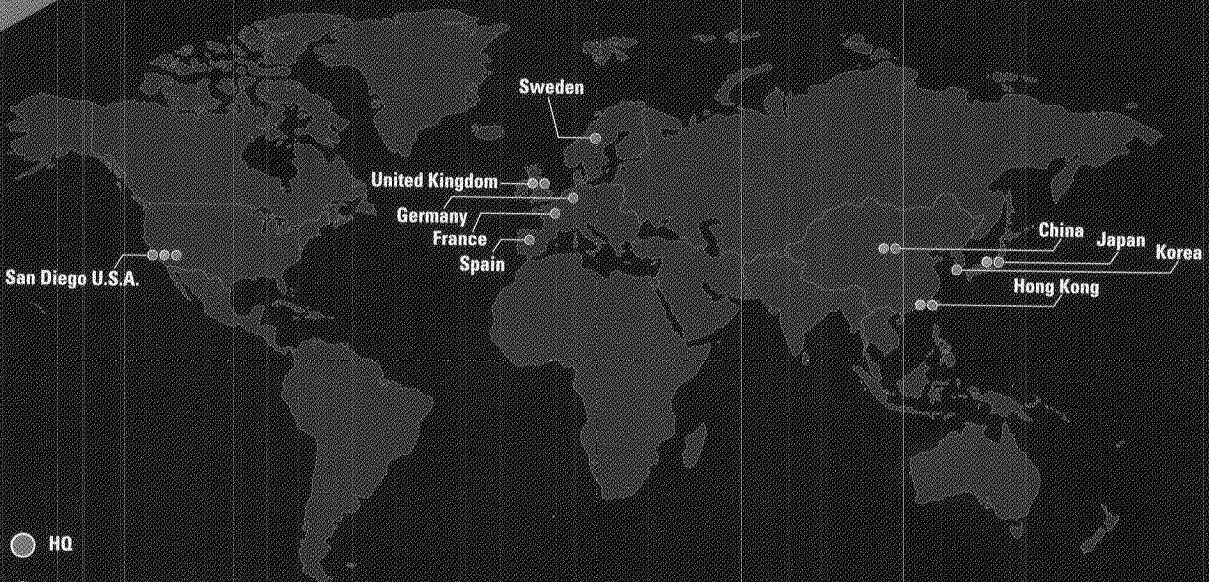 Sweden
United Kingdom
Germany
France
Spain
San Diego U.S.A.
China
Japan
Korea
Hong Kong
HQ